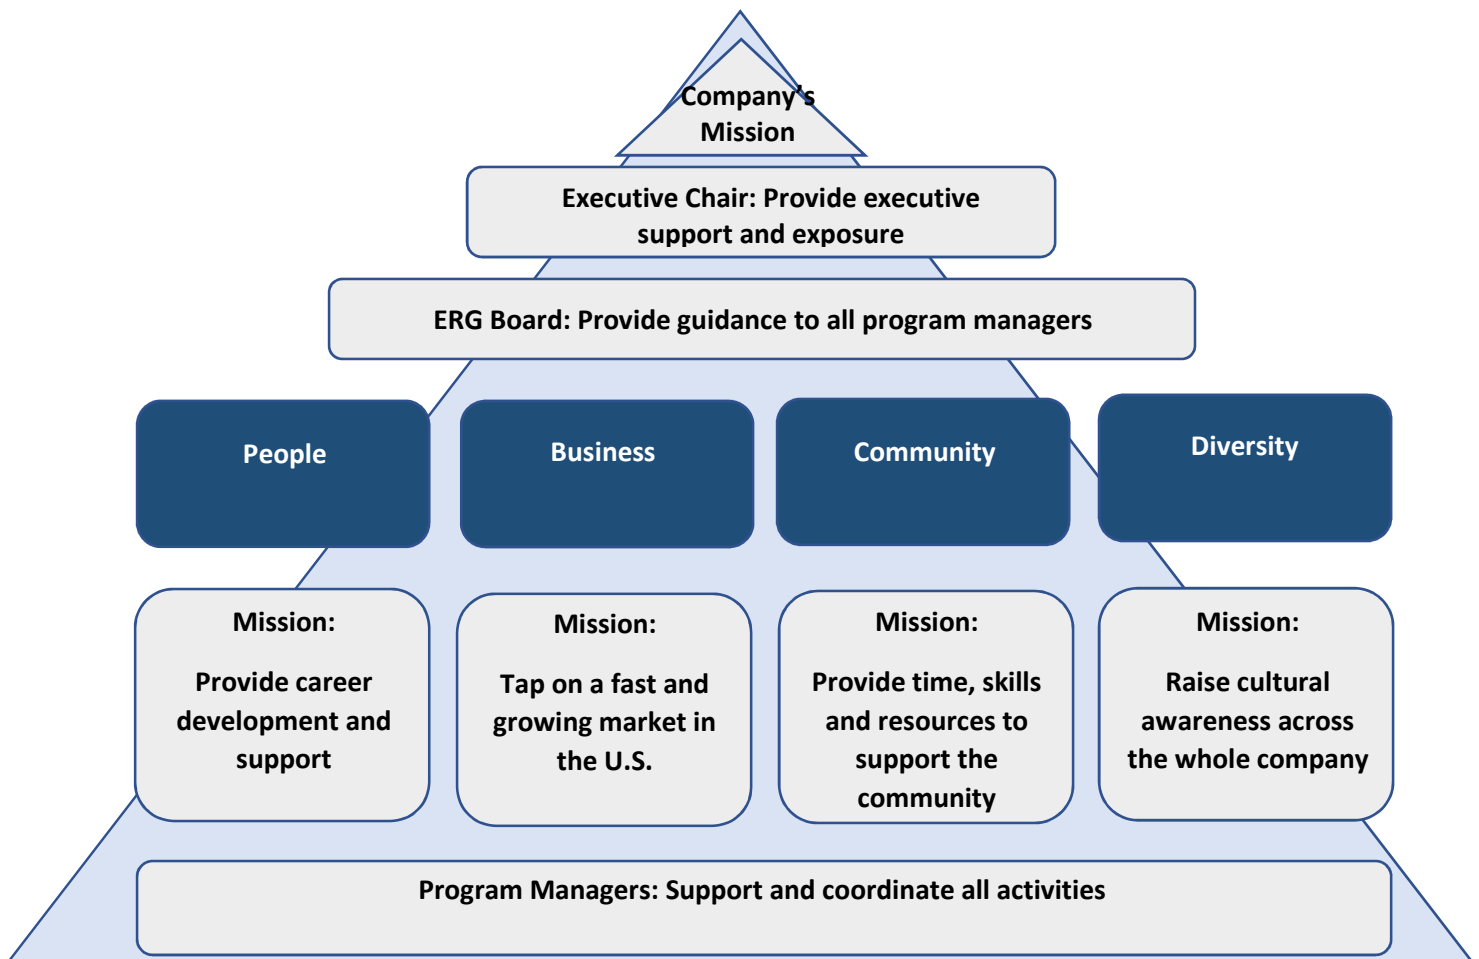 Company's
Mission
Executive Chair: Provide executive
support and exposure
ERG Board: Provide guidance to all program managers
People
Business
Community
Diversity
Mission:
Provide career
development and
support
Mission:
Tap on a fast and
growing market in
the U.S.
Mission:
Provide time, skills
and resources to
support the
community
Mission:
Raise cultural
awareness across
the whole company
Program Managers: Support and coordinate all activities